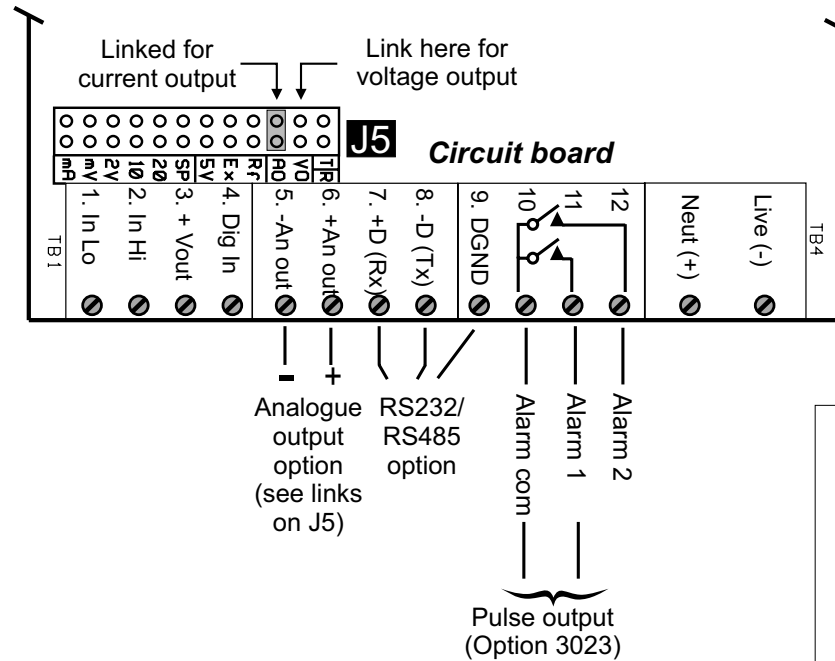 Linked for
current output
Link here for
voltage output
J5
Circuit board
mA
mV
2V
10
20
SP
5V
Ex
Rf
AO
VO
TR
TB1
1. In Lo
2. In Hi
3. + Vout
4. Dig In
5. -An out
6. +An out
7. +D (Rx)
8. -D (Tx)
9. DGND
10
11
12
Neut (+)
Live (-)
TB4
-
+
Analogue
output
option
(see links
on J5)
RS232/
RS485
option
Alarm com
Alarm 1
Alarm 2
Pulse output
(Option 3023)